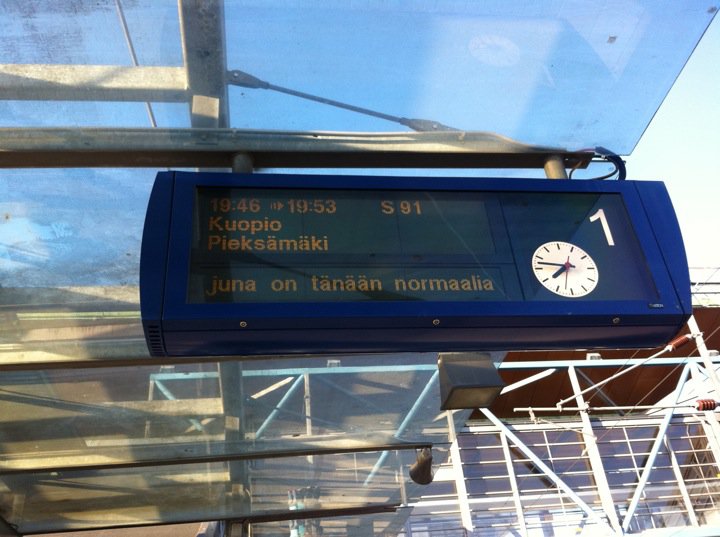 19:46 ➔ 19:53 S 91
1
Kuopio
Pieksämäki
juna on tänään normaalia